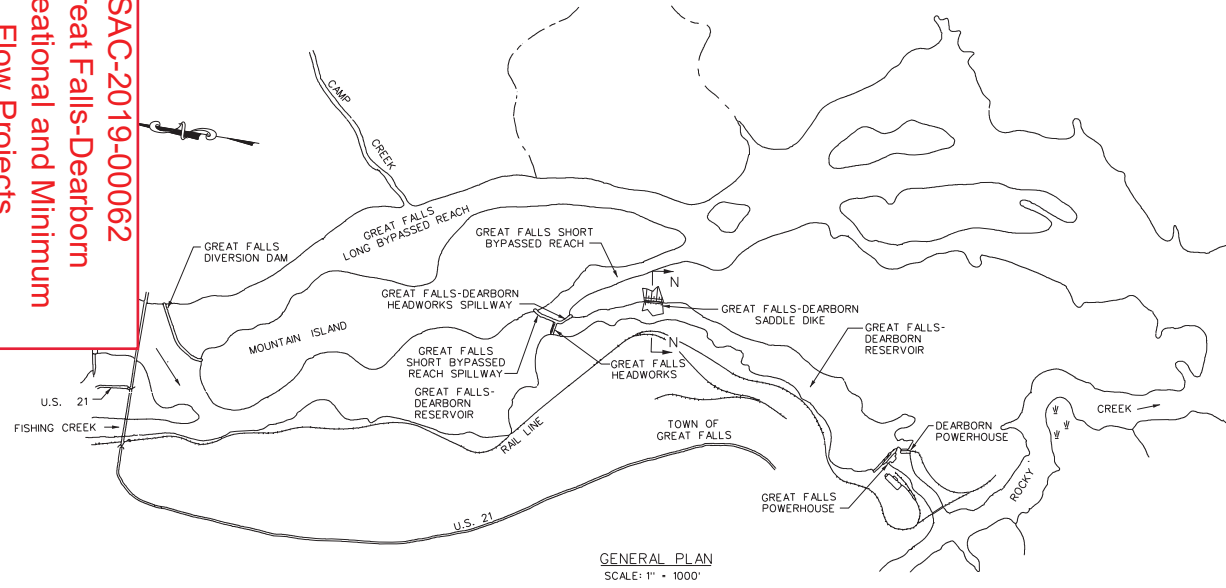 SAC-2019-00062
reat Falls-Dearborn
eational and Minimum
Flow Projects
CAMP
CREEK
GREAT FALLS
LONG BYPASSED REACH
GREAT FALLS SHORT
BYPASSED REACH
GREAT FALLS
DIVERSION DAM
N
GREAT FALLS-DEARBORN
HEADWORKS SPILLWAY
GREAT FALLS-DEARBORN
SADDLE DIKE
GREAT FALLS-
DEARBORN
RESERVOIR
MOUNTAIN ISLAND
N
GREAT FALLS
SHORT BYPASSED
REACH SPILLWAY
GREAT FALLS
HEADWORKS
GREAT FALLS-
DEARBORN
RESERVOIR
U.S. 21
FISHING CREEK
RAIL LINE
TOWN OF
GREAT FALLS
DEARBORN
POWERHOUSE
CREEK
ROCKY
GREAT FALLS
POWERHOUSE
U.S. 21
GENERAL PLAN
SCALE: 1" = 1000'